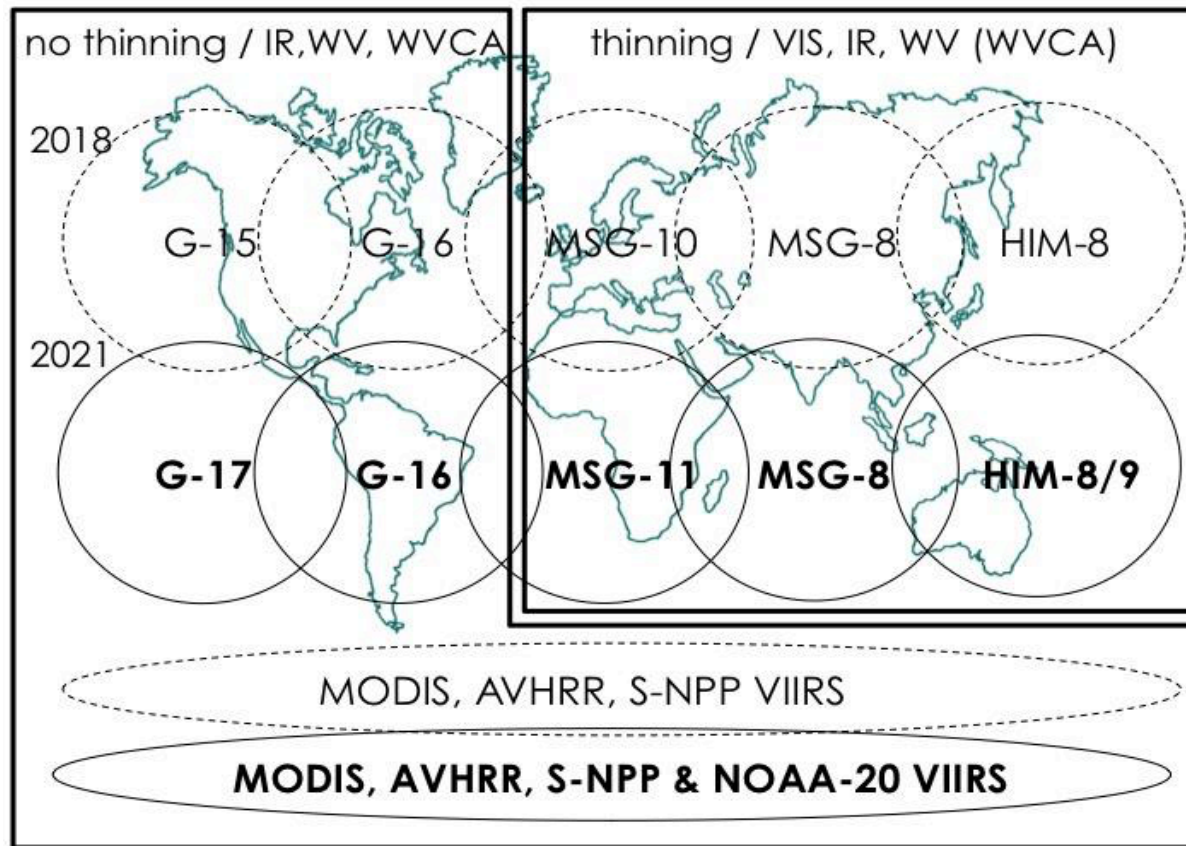 no thinning / IR,WV, WVCA
thinning / VIS, IR, WV (WVCA)
2018
G-15
G-16
MSG-10
MSG-8
HIM-8
2021
G-17
G-16
MSG-11
MSG-8
HIM-8/9
MODIS, AVHRR, S-NPP VIIRS
MODIS, AVHRR, S-NPP & NOAA-20 VIIRS